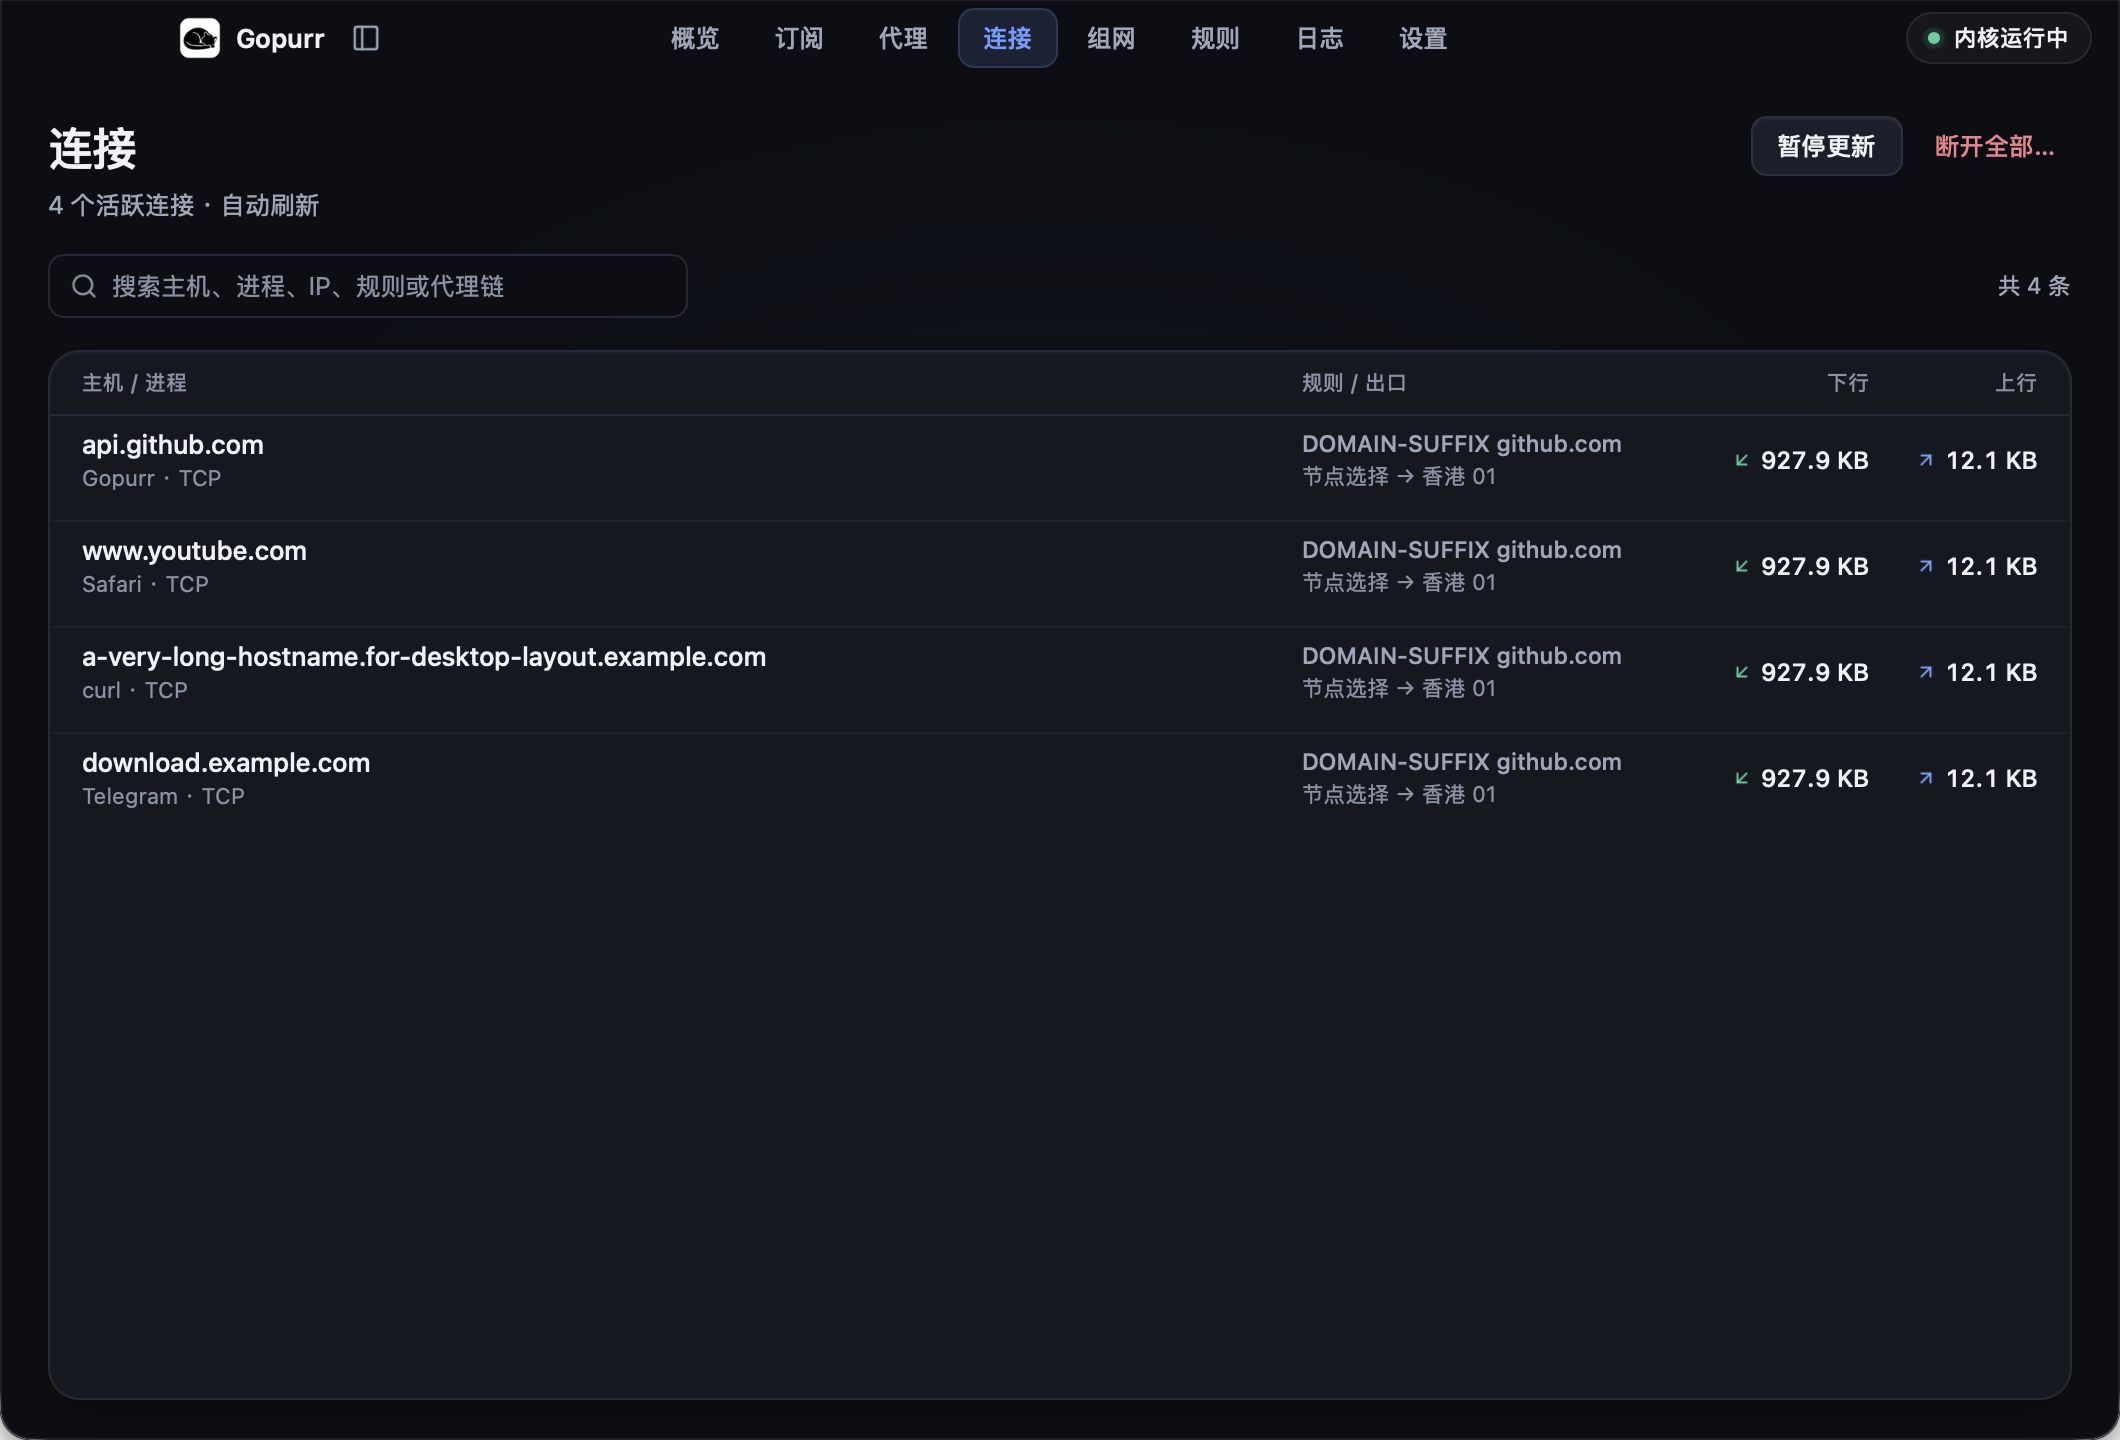 Gopurr 概览 订阅 代理 连接 组网 规则 日志 设置 内核运行中
连接 暂停更新 断开全部...
4 个活跃连接 · 自动刷新
搜索主机、进程、IP、规则或代理链 共 4 条
主机 / 进程 规则 / 出口 下行 上行
api.github.com DOMAIN-SUFFIX github.com 927.9 KB 12.1 KB
Gopurr · TCP 节点选择 → 香港 01
www.youtube.com DOMAIN-SUFFIX github.com 927.9 KB 12.1 KB
Safari · TCP 节点选择 → 香港 01
a-very-long-hostname.for-desktop-layout.example.com DOMAIN-SUFFIX github.com 927.9 KB 12.1 KB
curl · TCP 节点选择 → 香港 01
download.example.com DOMAIN-SUFFIX github.com 927.9 KB 12.1 KB
Telegram · TCP 节点选择 → 香港 01